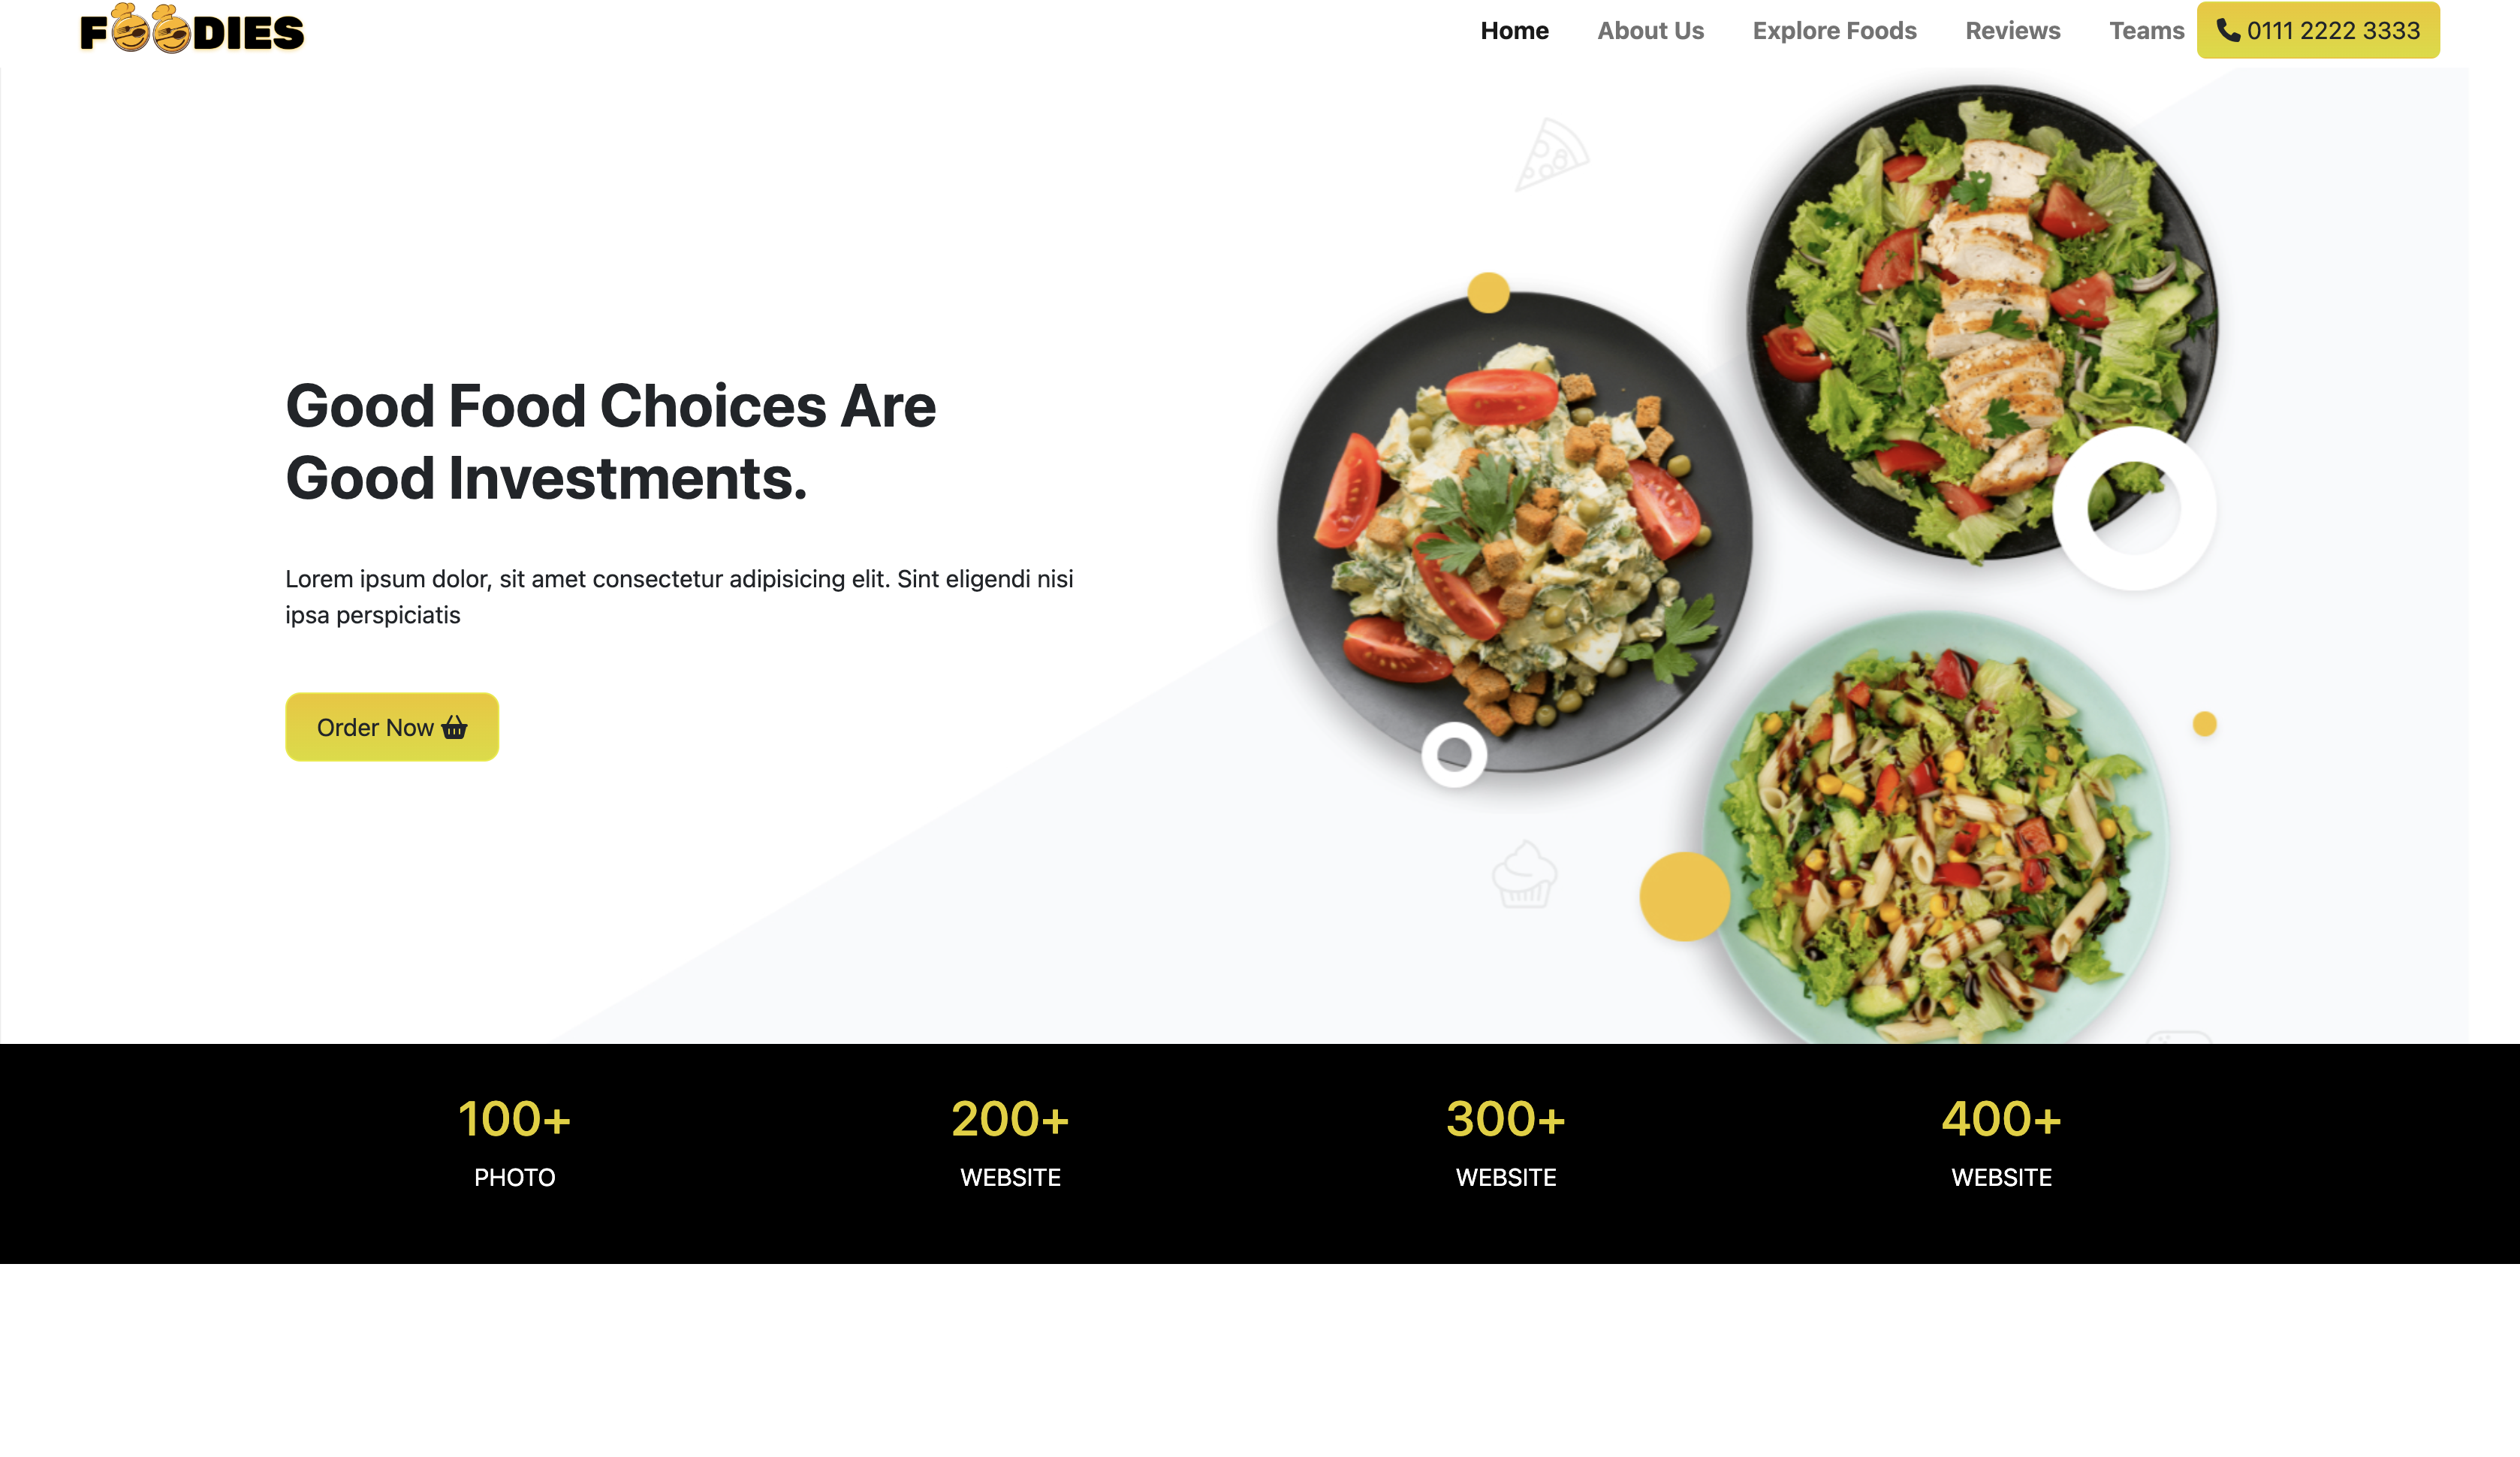 FOODIES
Home About Us Explore Foods Reviews Teams 0111 2222 3333
Good Food Choices Are
Good Investments.
Lorem ipsum dolor, sit amet consectetur adipisicing elit. Sint eligendi nisi
ipsa perspiciatis
Order Now
100+ 200+ 300+ 400+
PHOTO WEBSITE WEBSITE WEBSITE